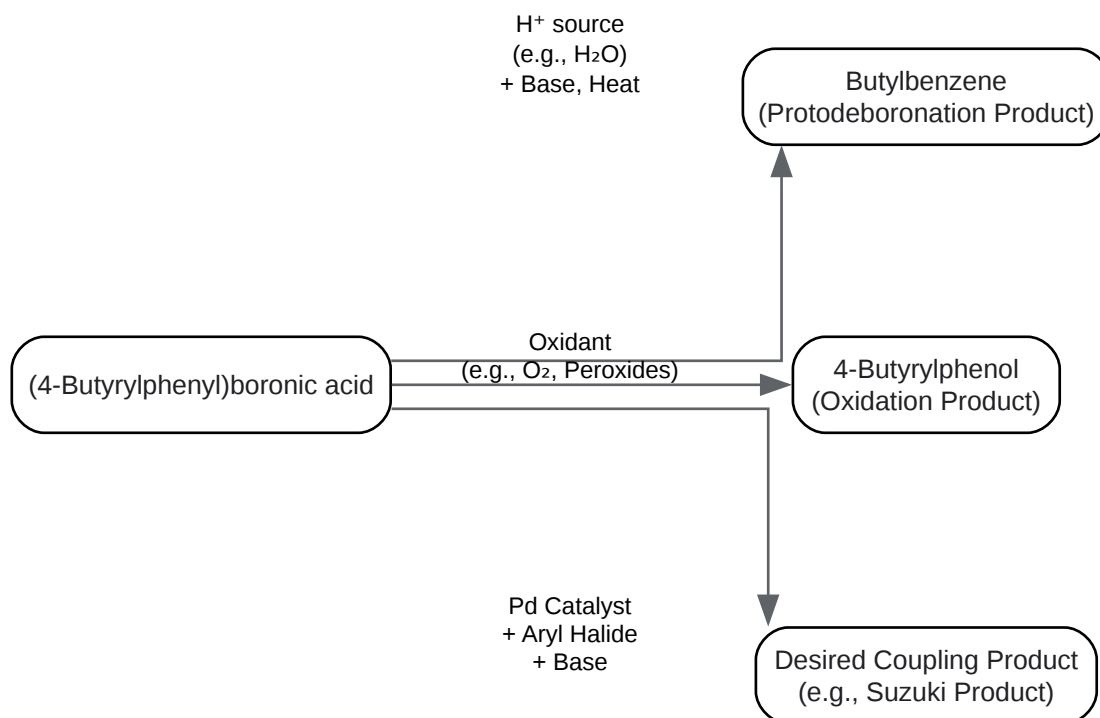 H⁺ source
(e.g., H₂O)
+ Base, Heat
Butylbenzene
(Protodeboronation Product)
(4-Butyrylphenyl)boronic acid
Oxidant
(e.g., O₂, Peroxides)
4-Butyrylphenol
(Oxidation Product)
Pd Catalyst
+ Aryl Halide
+ Base
Desired Coupling Product
(e.g., Suzuki Product)